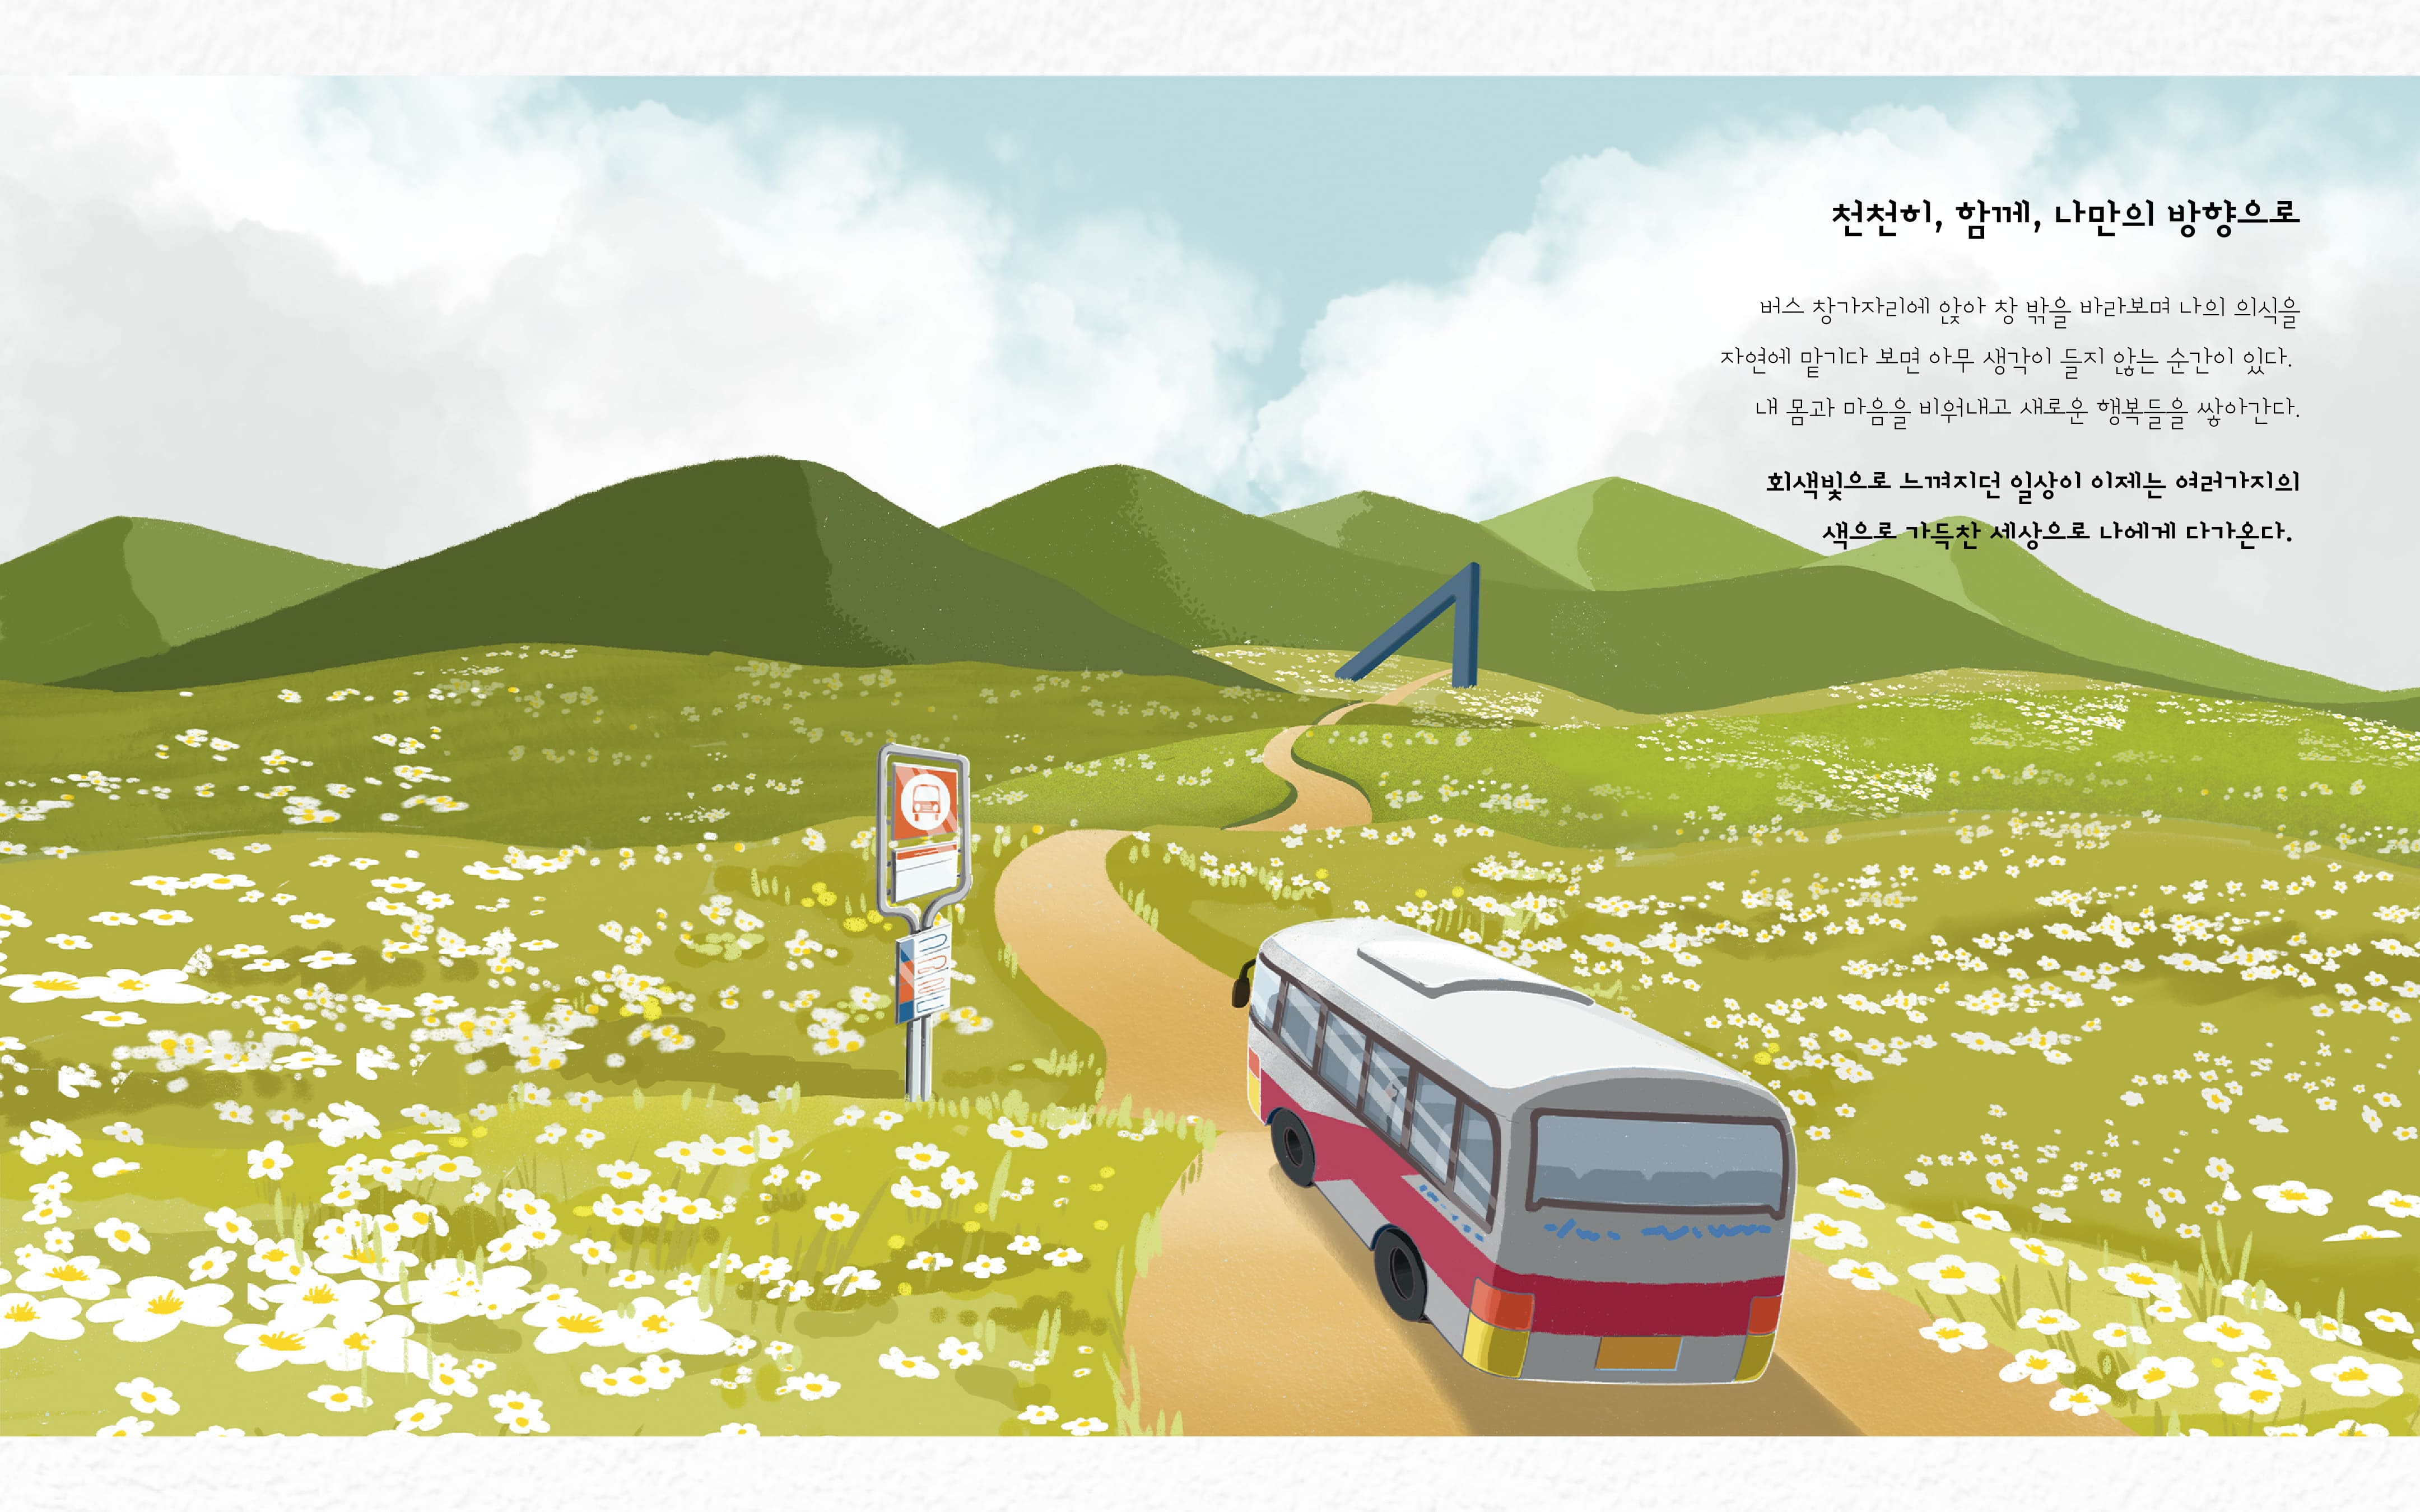 천천히, 함께, 나만의 방향으로
버스 창가자리에 앉아 창 밖을 바라보며 나의 의식을
자연에 맡기다 보면 아무 생각이 들지 않는 순간이 있다.
내 몸과 마음을 비워내고 새로운 행복들을 쌓아간다.
회색빛으로 느껴지던 일상이 이제는 여러가지의
색으로 가득찬 세상으로 나에게 다가온다.